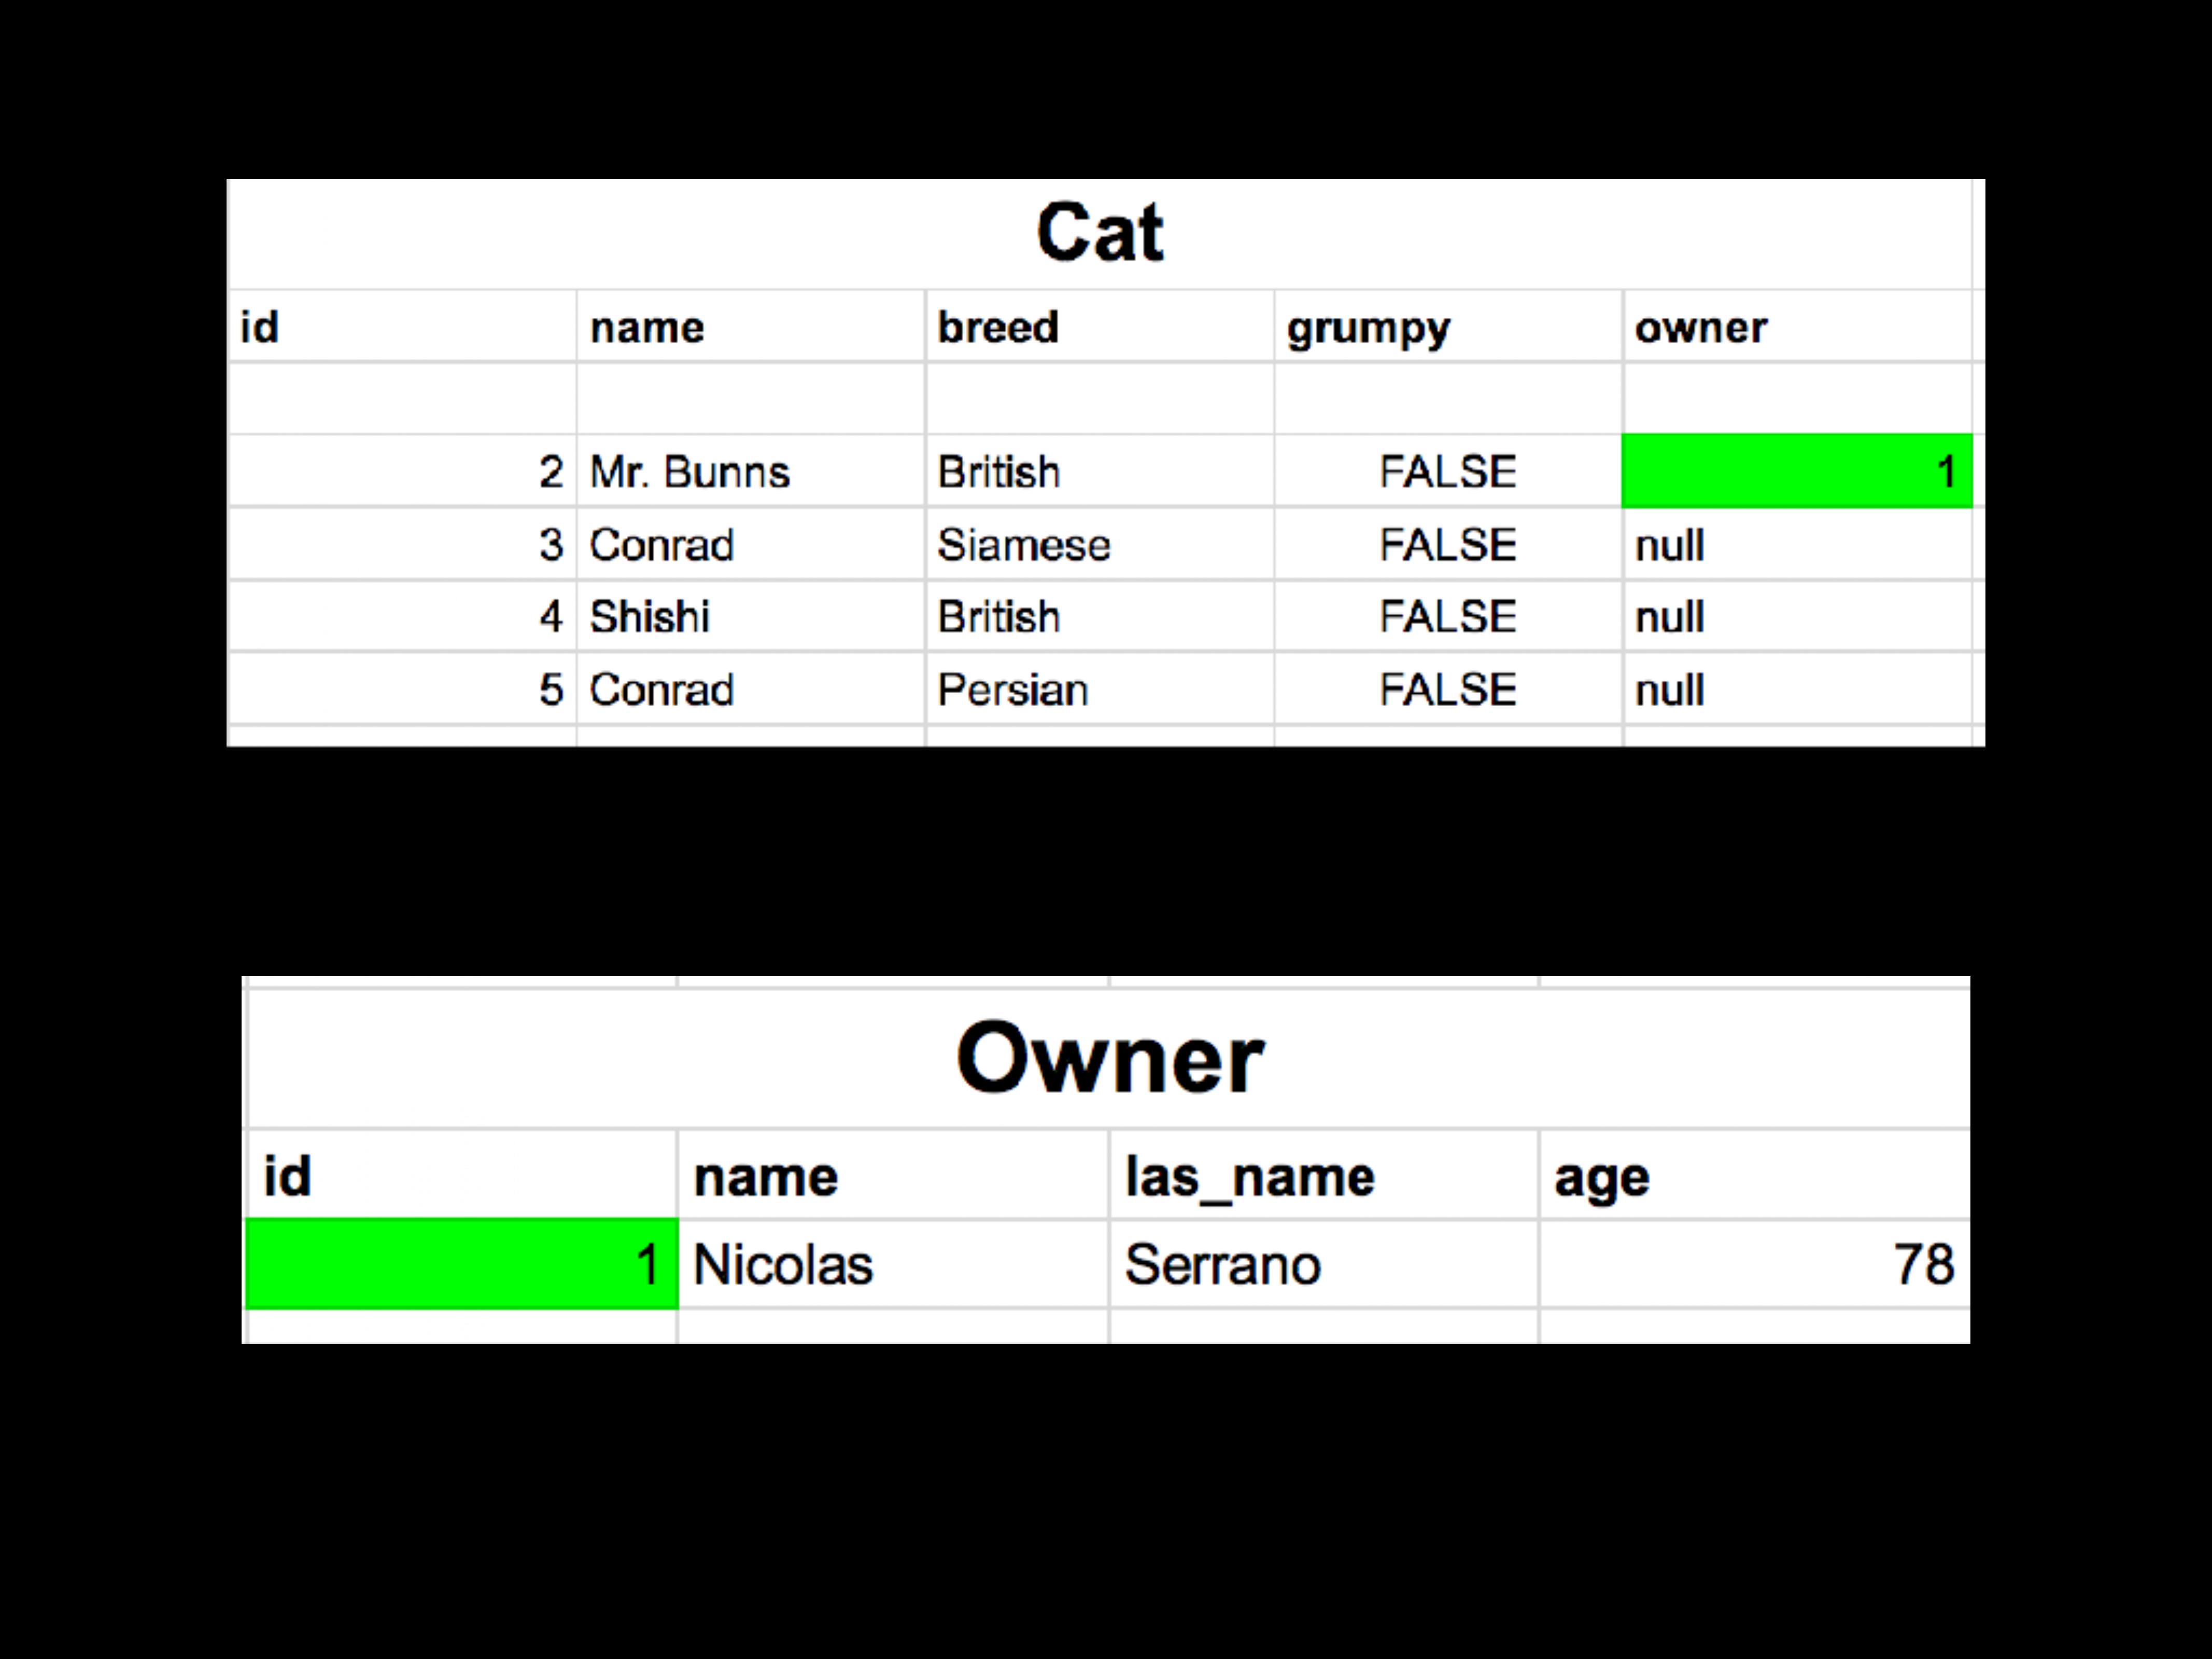 Cat
id name breed grumpy owner
2 Mr. Bunns British FALSE 1
3 Conrad Siamese FALSE null
4 Shishi British FALSE null
5 Conrad Persian FALSE null
Owner
id name las_name age
1 Nicolas Serrano 78